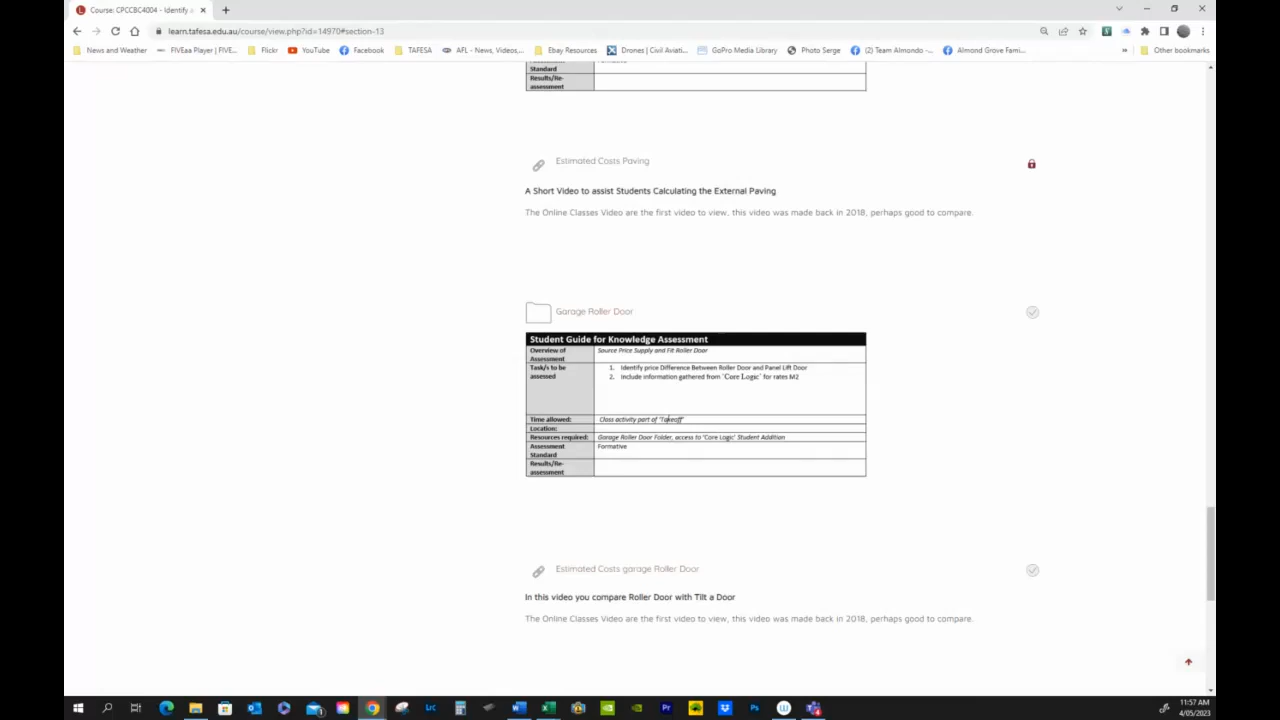 Course: CPCCBC4004 - Identify a
learn.tafesa.edu.au/course/view.php?id=14970#section-13
News and Weather
FIVEaa Player | FIVE...
Flickr
YouTube
Facebook
TAFESA
AFL - News, Videos,...
Ebay Resources
Drones | Civil Aviati...
GoPro Media Library
Photo Serge
(2) Team Almondo -...
Almond Grove Fami...
Other bookmarks
Standard
Results/Re-
assessment
Estimated Costs Paving
A Short Video to assist Students Calculating the External Paving
The Online Classes Video are the first video to view, this video was made back in 2018, perhaps good to compare.
Garage Roller Door
Student Guide for Knowledge Assessment
Overview of Assessment
Source Price Supply and Fit Roller Door
Task/s to be assessed
1. Identify price Difference Between Roller Door and Panel Lift Door
2. Include information gathered from 'Core Logic' for rates M2
Time allowed:
Class activity part of "Takeoff"
Location:
Resources required:
Garage Roller Door Folder, access to 'Core Logic' Student Addition
Assessment Standard
Formative
Results/Re-
assessment
Estimated Costs garage Roller Door
In this video you compare Roller Door with Tilt a Door
The Online Classes Video are the first video to view, this video was made back in 2018, perhaps good to compare.
11:57 AM
4/05/2023